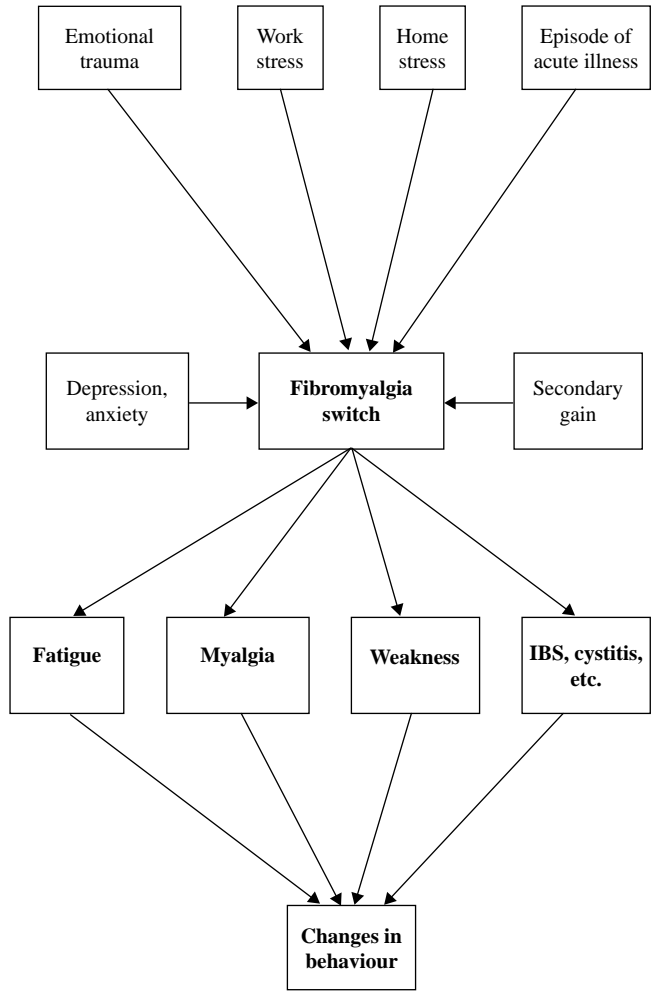 Emotional
trauma
Work
stress
Home
stress
Episode of
acute illness
Depression,
anxiety
Fibromyalgia
switch
Secondary
gain
Fatigue
Myalgia
Weakness
IBS, cystitis,
etc.
Changes in
behaviour